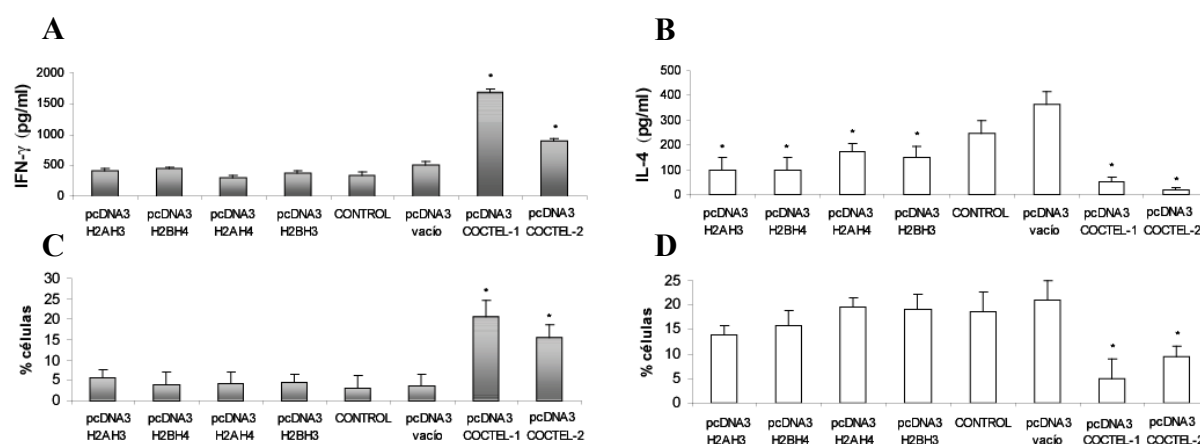 A
IFN-γ (pg/ml)
2000
1500
1000
500
0
* *
pcDNA3 H2AH3
pcDNA3 H2BH4
pcDNA3 H2AH4
pcDNA3 H2BH3
CONTROL
pcDNA3 vacío
pcDNA3 COCTEL-1
pcDNA3 COCTEL-2
B
IL-4 (pg/ml)
500
400
300
200
100
0
* * * * * *
pcDNA3 H2AH3
pcDNA3 H2BH4
pcDNA3 H2AH4
pcDNA3 H2BH3
CONTROL
pcDNA3 vacío
pcDNA3 COCTEL-1
pcDNA3 COCTEL-2
C
% células
30
25
20
15
10
5
0
* *
pcDNA3 H2AH3
pcDNA3 H2BH4
pcDNA3 H2AH4
pcDNA3 H2BH3
CONTROL
pcDNA3 vacío
pcDNA3 COCTEL-1
pcDNA3 COCTEL-2
D
% células
25
20
15
10
5
0
* *
pcDNA3 H2AH3
pcDNA3 H2BH4
pcDNA3 H2AH4
pcDNA3 H2BH3
CONTROL
pcDNA3 vacío
pcDNA3 COCTEL-1
pcDNA3 COCTEL-2